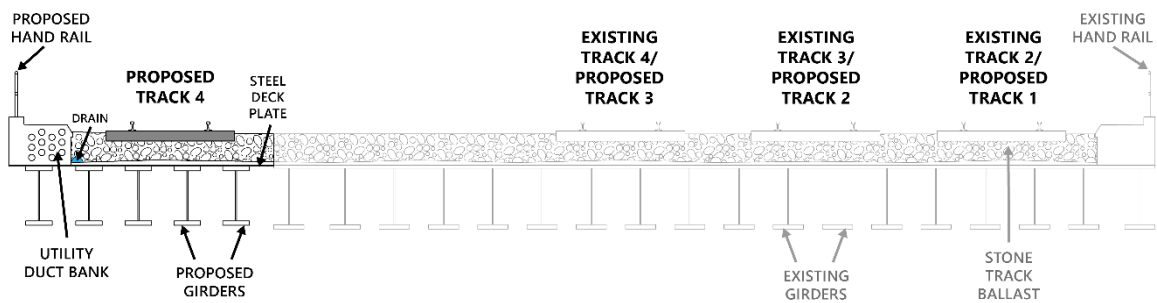 PROPOSED
HAND RAIL
PROPOSED
TRACK 4
DRAIN
STEEL
DECK
PLATE
EXISTING
TRACK 4/
PROPOSED
TRACK 3
EXISTING
TRACK 3/
PROPOSED
TRACK 2
EXISTING
TRACK 2/
PROPOSED
TRACK 1
EXISTING
HAND RAIL
UTILITY
DUCT BANK
PROPOSED
GIRDERS
EXISTING
GIRDERS
STONE
TRACK
BALLAST